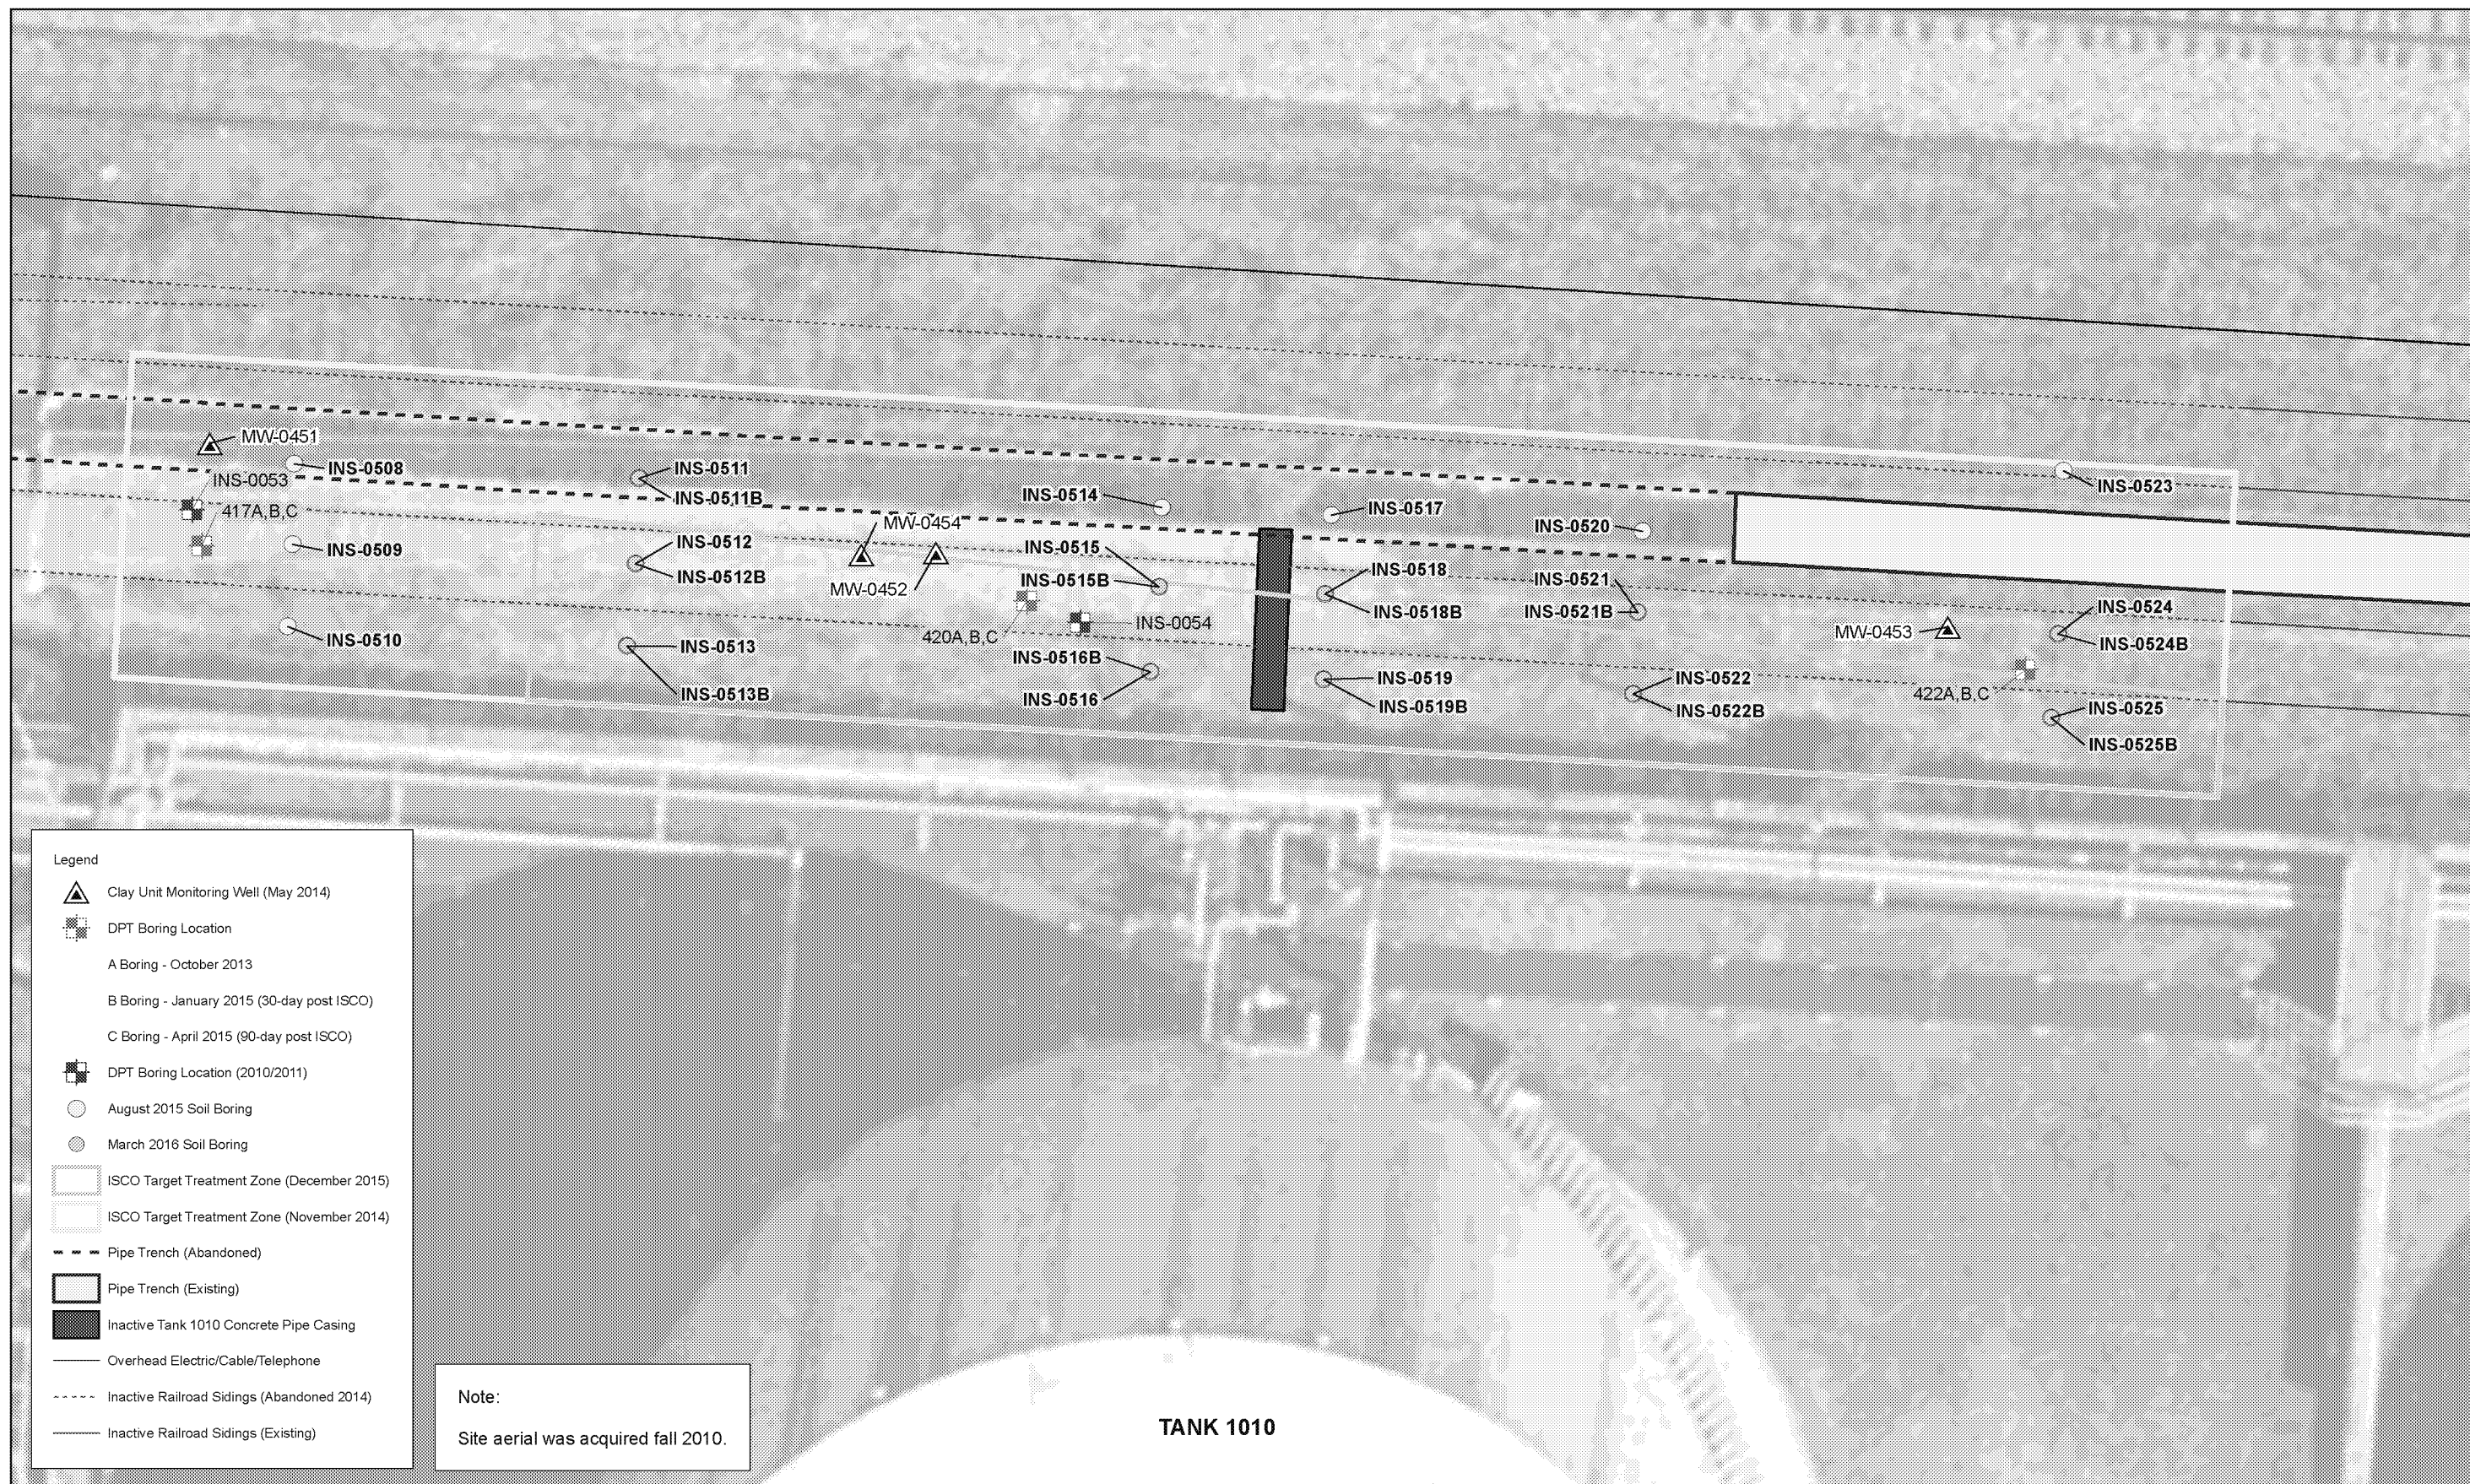 MW-0451
INS-0508
INS-0053
417A,B,C
INS-0509
INS-0510
INS-0511
INS-0511B
INS-0512
INS-0512B
INS-0513
INS-0513B
MW-0454
MW-0452
INS-0514
INS-0515
INS-0515B
420A,B,C
INS-0054
INS-0516B
INS-0516
INS-0517
INS-0518
INS-0518B
INS-0519
INS-0519B
INS-0520
INS-0521
INS-0521B
INS-0522
INS-0522B
INS-0523
INS-0524
INS-0524B
MW-0453
422A,B,C
INS-0525
INS-0525B
Legend
Clay Unit Monitoring Well (May 2014)
DPT Boring Location
A Boring - October 2013
B Boring - January 2015 (30-day post ISCO)
C Boring - April 2015 (90-day post ISCO)
DPT Boring Location (2010/2011)
August 2015 Soil Boring
March 2016 Soil Boring
ISCO Target Treatment Zone (December 2015)
ISCO Target Treatment Zone (November 2014)
Pipe Trench (Abandoned)
Pipe Trench (Existing)
Inactive Tank 1010 Concrete Pipe Casing
Overhead Electric/Cable/Telephone
Inactive Railroad Sidings (Abandoned 2014)
Inactive Railroad Sidings (Existing)
Note:
Site aerial was acquired fall 2010.
TANK 1010